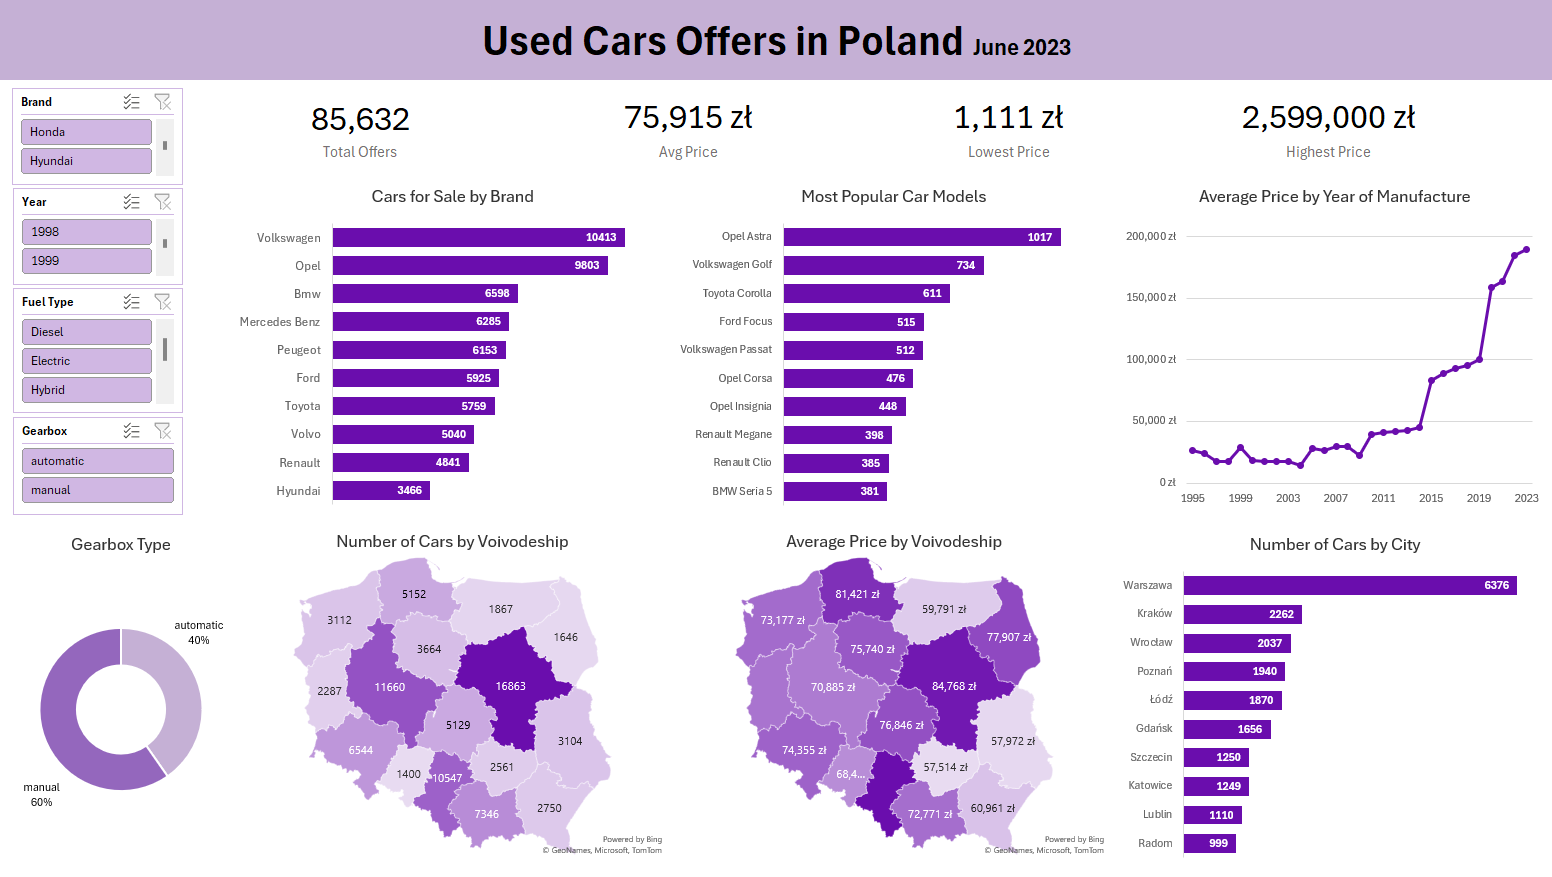 Used Cars Offers in Poland June 2023
Brand
Honda
Hyundai
Year
1998
1999
Fuel Type
Diesel
Electric
Hybrid
Gearbox
automatic
manual
85,632
Total Offers
75,915 zł
Avg Price
1,111 zł
Lowest Price
2,599,000 zł
Highest Price
Cars for Sale by Brand
Volkswagen 10413
Opel 9803
Bmw 6598
Mercedes Benz 6285
Peugeot 6153
Ford 5925
Toyota 5759
Volvo 5040
Renault 4841
Hyundai 3466
Most Popular Car Models
Opel Astra 1017
Volkswagen Golf 734
Toyota Corolla 611
Ford Focus 515
Volkswagen Passat 512
Opel Corsa 476
Opel Insignia 448
Renault Megane 398
Renault Clio 385
BMW Seria 5 381
Average Price by Year of Manufacture
200,000 zł
150,000 zł
100,000 zł
50,000 zł
0 zł
1995 1999 2003 2007 2011 2015 2019 2023
Gearbox Type
automatic
40%
manual
60%
Number of Cars by Voivodeship
5152
1867
3112
1646
3664
2287
11660
16863
5129
3104
6544
2561
1400
10547
2750
7346
Powered by Bing
© GeoNames, Microsoft, TomTom
Average Price by Voivodeship
81,421 zł
59,791 zł
73,177 zł
77,907 zł
75,740 zł
70,885 zł
84,768 zł
76,846 zł
57,972 zł
74,355 zł
57,514 zł
68,4...
60,961 zł
72,771 zł
Powered by Bing
© GeoNames, Microsoft, TomTom
Number of Cars by City
Warszawa 6376
Kraków 2262
Wrocław 2037
Poznań 1940
Łódź 1870
Gdańsk 1656
Szczecin 1250
Katowice 1249
Lublin 1110
Radom 999